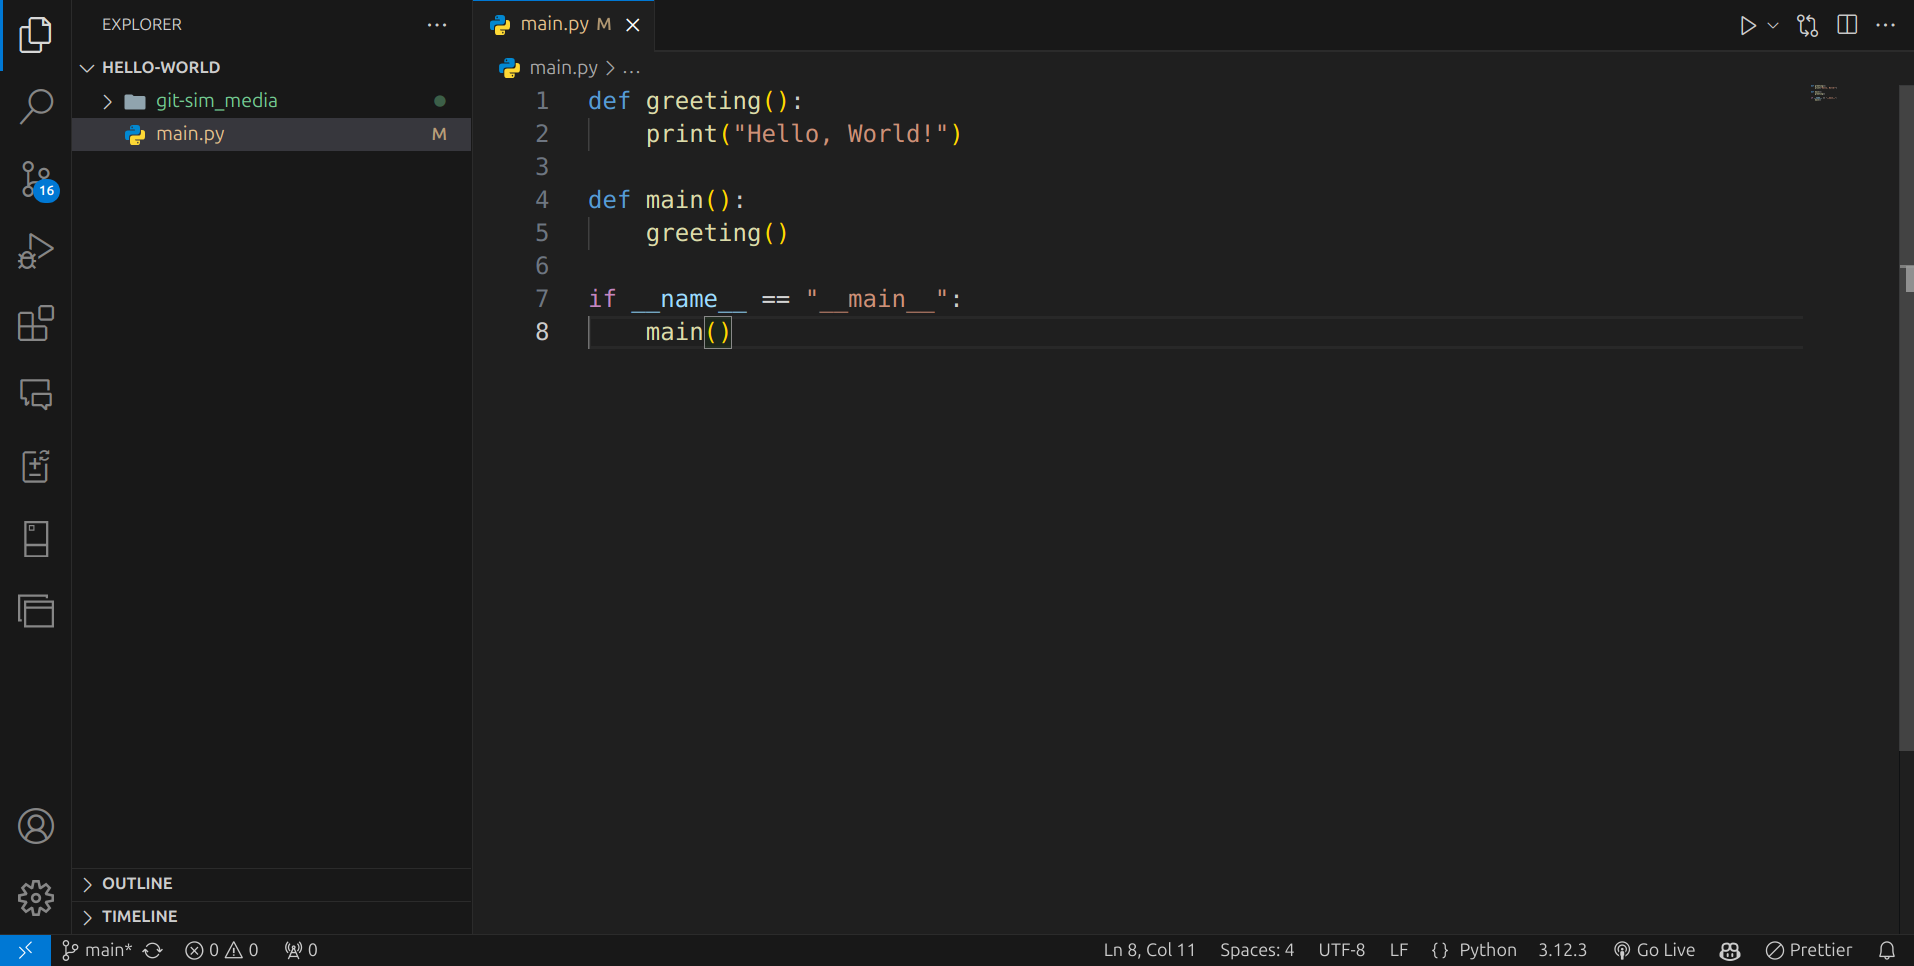 EXPLORER
HELLO-WORLD
git-sim_media
main.py M
16
OUTLINE
TIMELINE
main.py M
main.py > ...
1 def greeting():
2     print("Hello, World!")
3
4 def main():
5     greeting()
6
7 if __name__ == "__main__":
8     main()
main* 0 0 0 Ln 8, Col 11 Spaces: 4 UTF-8 LF {} Python 3.12.3 Go Live Prettier